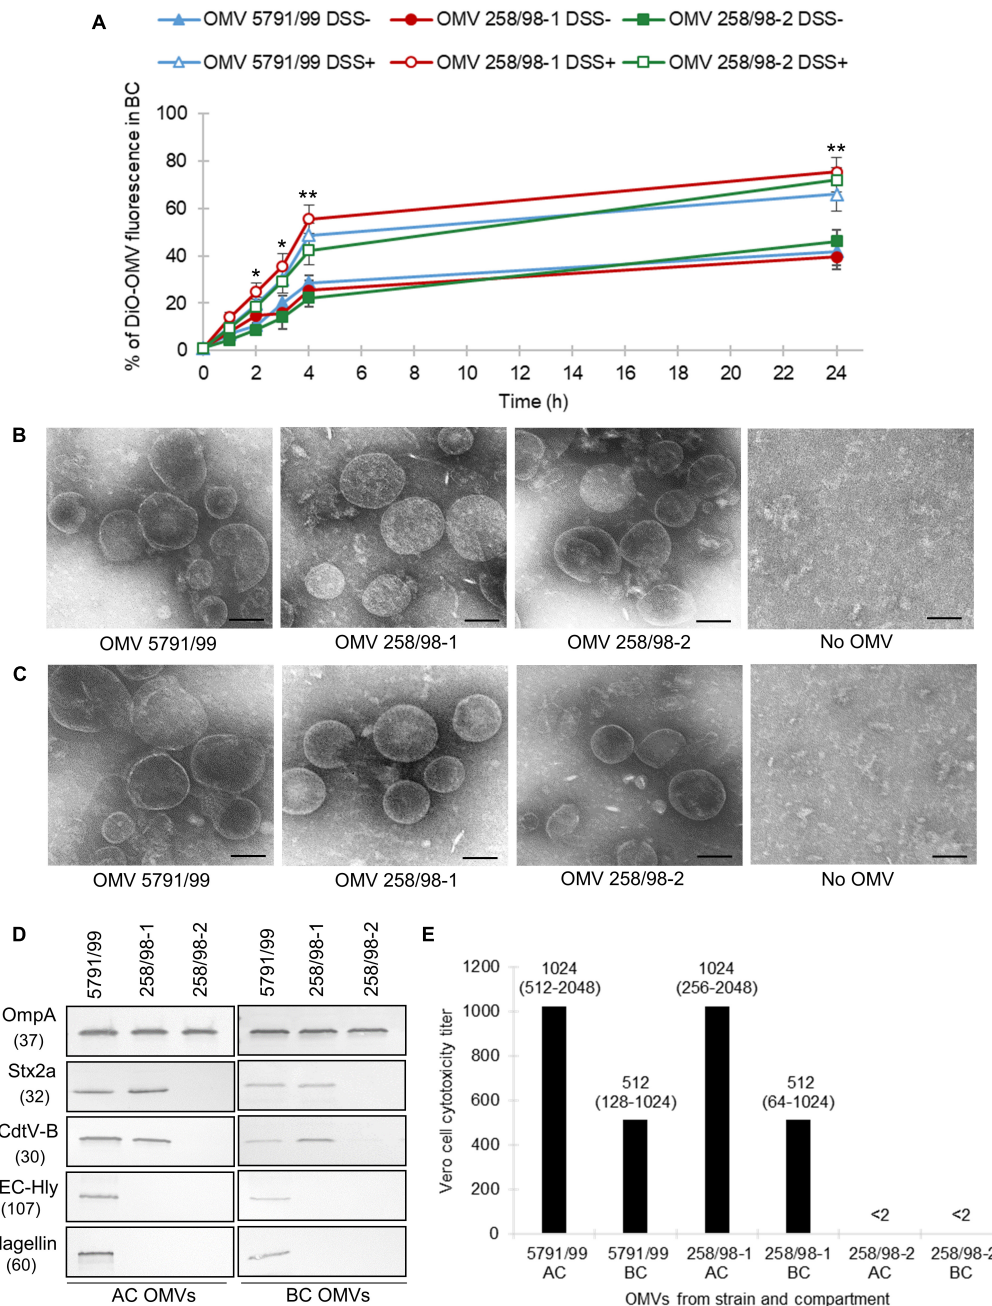 A
OMV 5791/99 DSS-
OMV 258/98-1 DSS-
OMV 258/98-2 DSS-
OMV 5791/99 DSS+
OMV 258/98-1 DSS+
OMV 258/98-2 DSS+
% of DiO-OMV fluorescence in BC
100
80
60
40
20
0
* * ** **
0 2 4 6 8 10 12 14 16 18 20 22 24
Time (h)
B
OMV 5791/99
OMV 258/98-1
OMV 258/98-2
No OMV
C
OMV 5791/99
OMV 258/98-1
OMV 258/98-2
No OMV
D
5791/99 258/98-1 258/98-2 5791/99 258/98-1 258/98-2
OmpA
(37)
Stx2a
(32)
CdtV-B
(30)
EC-Hly
(107)
lagellin
(60)
AC OMVs
BC OMVs
E
Vero cell cytotoxicity titer
1200
1000
800
600
400
200
0
1024
(512-2048)
512
(128-1024)
1024
(256-2048)
512
(64-1024)
<2
<2
5791/99
AC
5791/99
BC
258/98-1
AC
258/98-1
BC
258/98-2
AC
258/98-2
BC
OMVs from strain and compartment